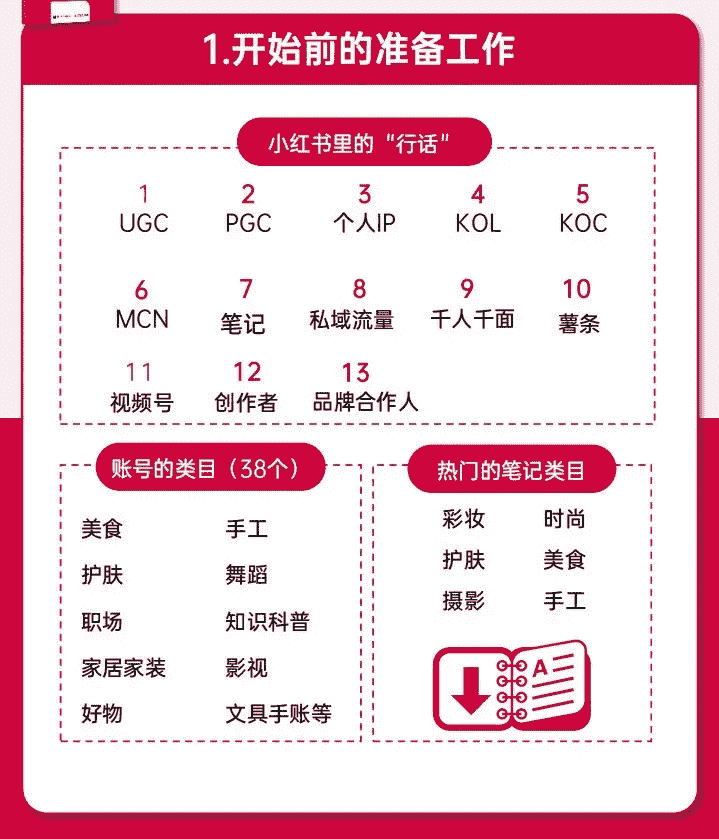 1.开始前的准备工作
小红书里的“行话“
1 2 3 4 5
UGC PGC 个人IP KOL KOC
6 7 8 9 10
MCN 笔记 私域流量 千人千面 薯条
11 12 13
视频号 创作者 品牌合作人
账号的类目（38个）
美食 手工
护肤 舞蹈
职场 知识科普
家居家装 影视
好物 文具手账等
热门的笔记类目
彩妆 时尚
护肤 美食
摄影 手工
A